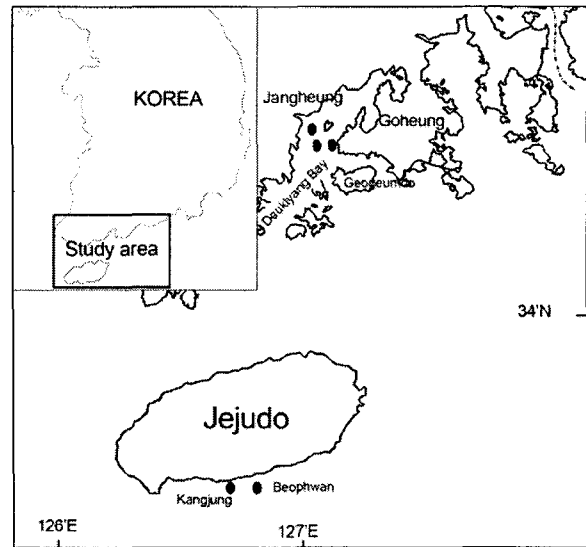 KOREA
Study area
Jangheung
Goheung
Deukryang Bay
Geogeumdo
34'N
Jejudo
Kangjung
Beophwan
126'E
127'E